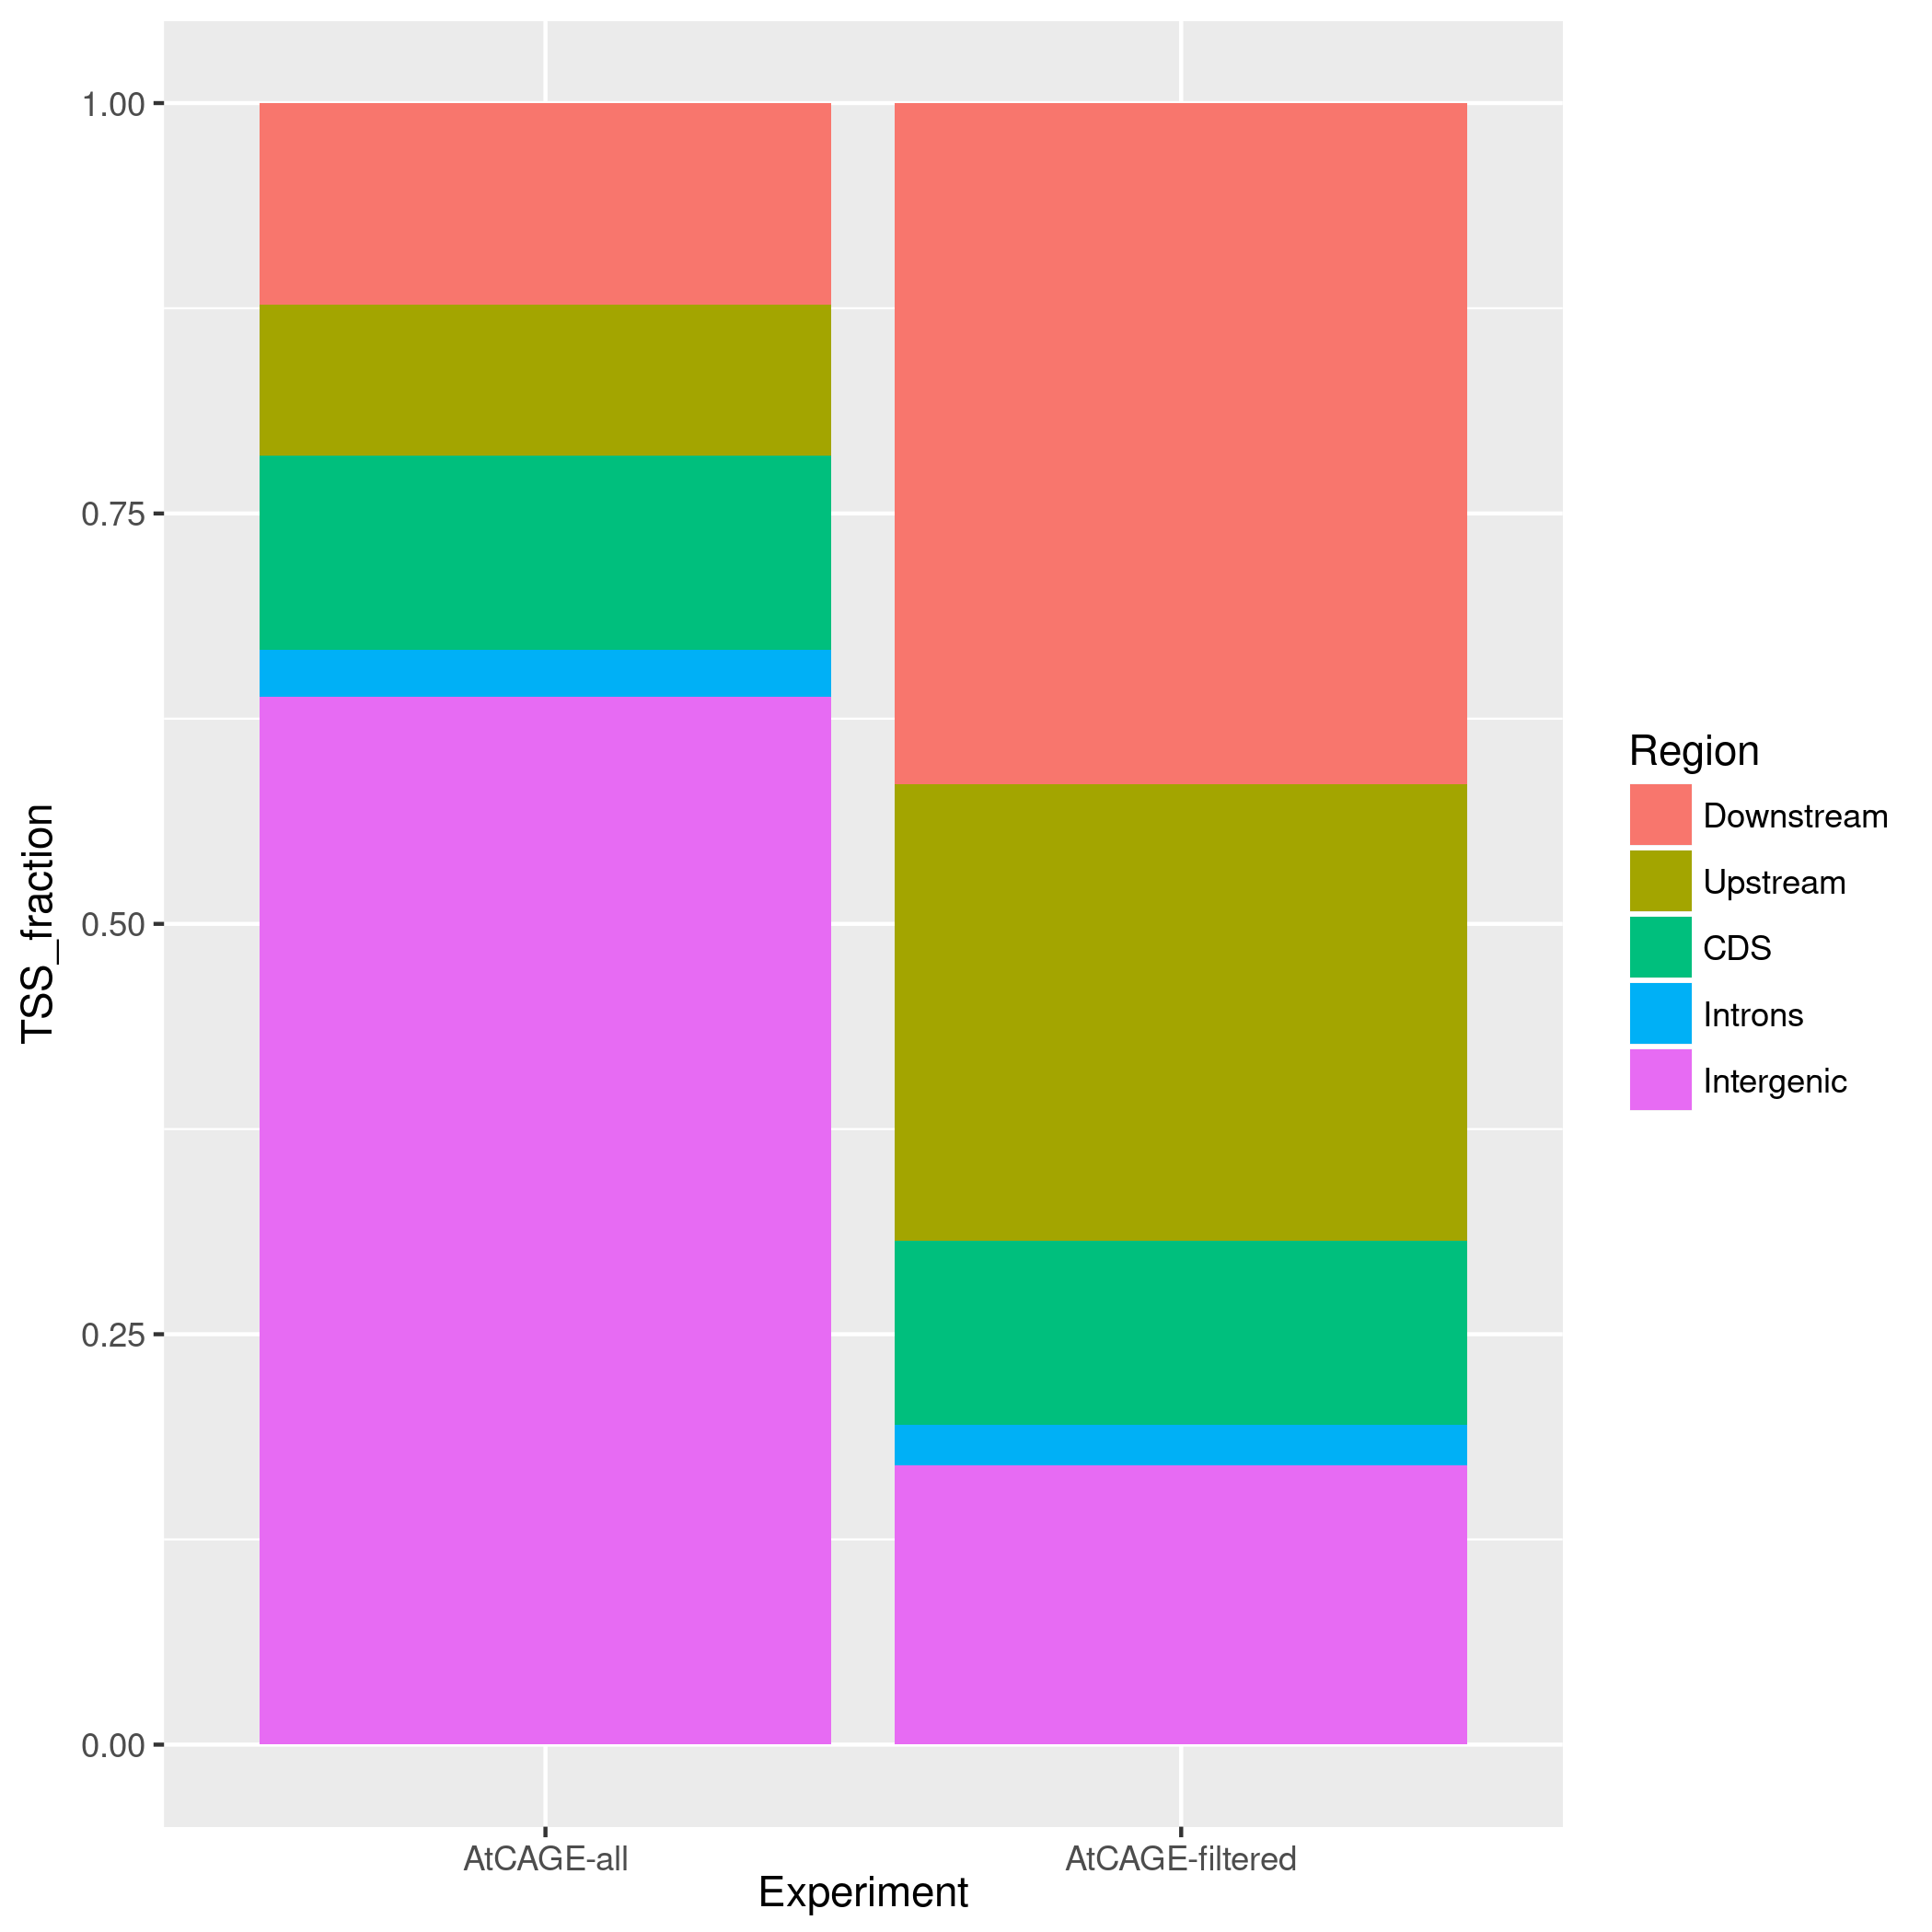 1.00
0.75
0.50
0.25
0.00
TSS_fraction
AtCAGE-all
AtCAGE-filtered
Experiment
Region
Downstream
Upstream
CDS
Introns
Intergenic